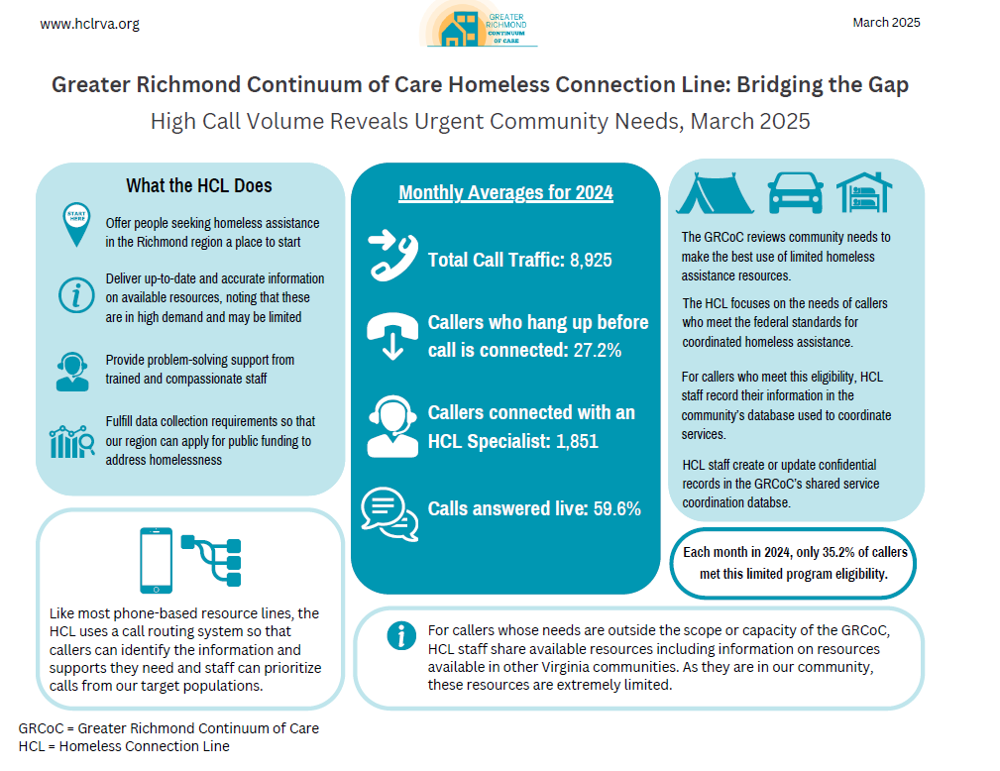 www.hclrva.org
GREATER
RICHMOND
CONTINUUM
OF CARE
March 2025
Greater Richmond Continuum of Care Homeless Connection Line: Bridging the Gap
High Call Volume Reveals Urgent Community Needs, March 2025
What the HCL Does
START
HERE
Offer people seeking homeless assistance
in the Richmond region a place to start
Deliver up-to-date and accurate information
on available resources, noting that these
are in high demand and may be limited
Provide problem-solving support from
trained and compassionate staff
Fulfill data collection requirements so that
our region can apply for public funding to
address homelessness
Like most phone-based resource lines, the
HCL uses a call routing system so that
callers can identify the information and
supports they need and staff can prioritize
calls from our target populations.
Monthly Averages for 2024
Total Call Traffic: 8,925
Callers who hang up before
call is connected: 27.2%
Callers connected with an
HCL Specialist: 1,851
Calls answered live: 59.6%
The GRCoC reviews community needs to
make the best use of limited homeless
assistance resources.
The HCL focuses on the needs of callers
who meet the federal standards for
coordinated homeless assistance.
For callers who meet this eligibility, HCL
staff record their information in the
community's database used to coordinate
services.
HCL staff create or update confidential
records in the GRCoC's shared service
coordination databse.
Each month in 2024, only 35.2% of callers
met this limited program eligibility.
For callers whose needs are outside the scope or capacity of the GRCoC,
HCL staff share available resources including information on resources
available in other Virginia communities. As they are in our community,
these resources are extremely limited.
GRCoC = Greater Richmond Continuum of Care
HCL = Homeless Connection Line